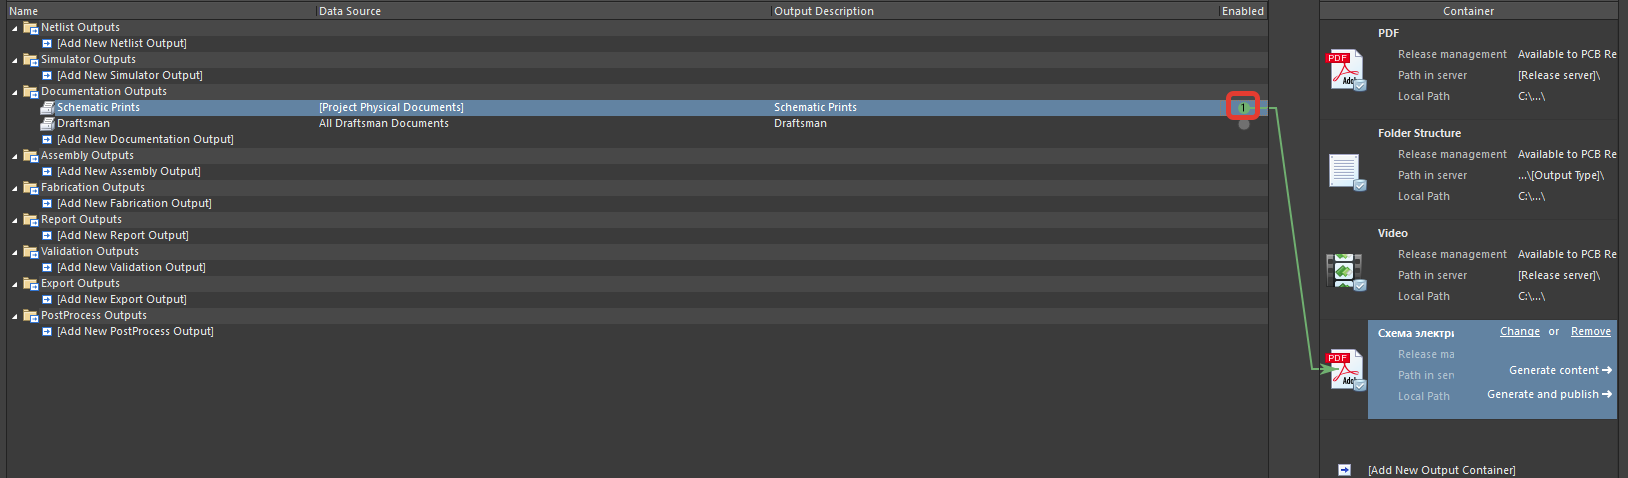 Name Data Source Output Description Enabled
Netlist Outputs
[Add New Netlist Output]
Simulator Outputs
[Add New Simulator Output]
Documentation Outputs
Schematic Prints [Project Physical Documents] Schematic Prints 1
Draftsman All Draftsman Documents Draftsman
[Add New Documentation Output]
Assembly Outputs
[Add New Assembly Output]
Fabrication Outputs
[Add New Fabrication Output]
Report Outputs
[Add New Report Output]
Validation Outputs
[Add New Validation Output]
Export Outputs
[Add New Export Output]
PostProcess Outputs
[Add New PostProcess Output]
Container
PDF
PDF
Adob
Release management Available to PCB Re
Path in server [Release server]\
Local Path C:\...\
Folder Structure
Release management Available to PCB Re
Path in server ...\[Output Type]\
Local Path C:\...\
Video
Release management Available to PCB Re
Path in server [Release server]\
Local Path C:\...\
Схема электри Change or Remove
PDF
Adob
Release ma
Path in serv Generate content
Local Path Generate and publish
[Add New Output Container]